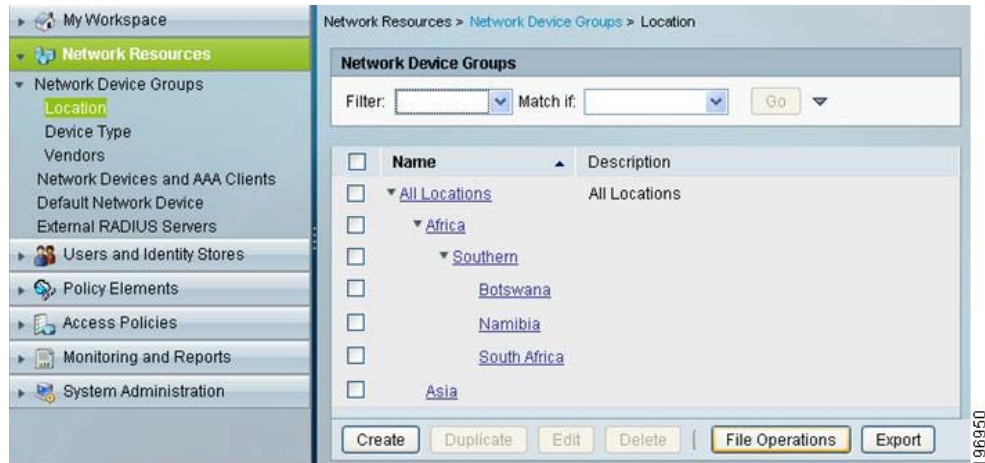 My Workspace
Network Resources
Network Device Groups
Location
Device Type
Vendors
Network Devices and AAA Clients
Default Network Device
External RADIUS Servers
Users and Identity Stores
Policy Elements
Access Policies
Monitoring and Reports
System Administration
Network Resources > Network Device Groups > Location
Network Device Groups
Filter: Match if: Go
Name Description
All Locations All Locations
Africa
Southern
Botswana
Namibia
South Africa
Asia
Create Duplicate Edit Delete | File Operations Export
196950